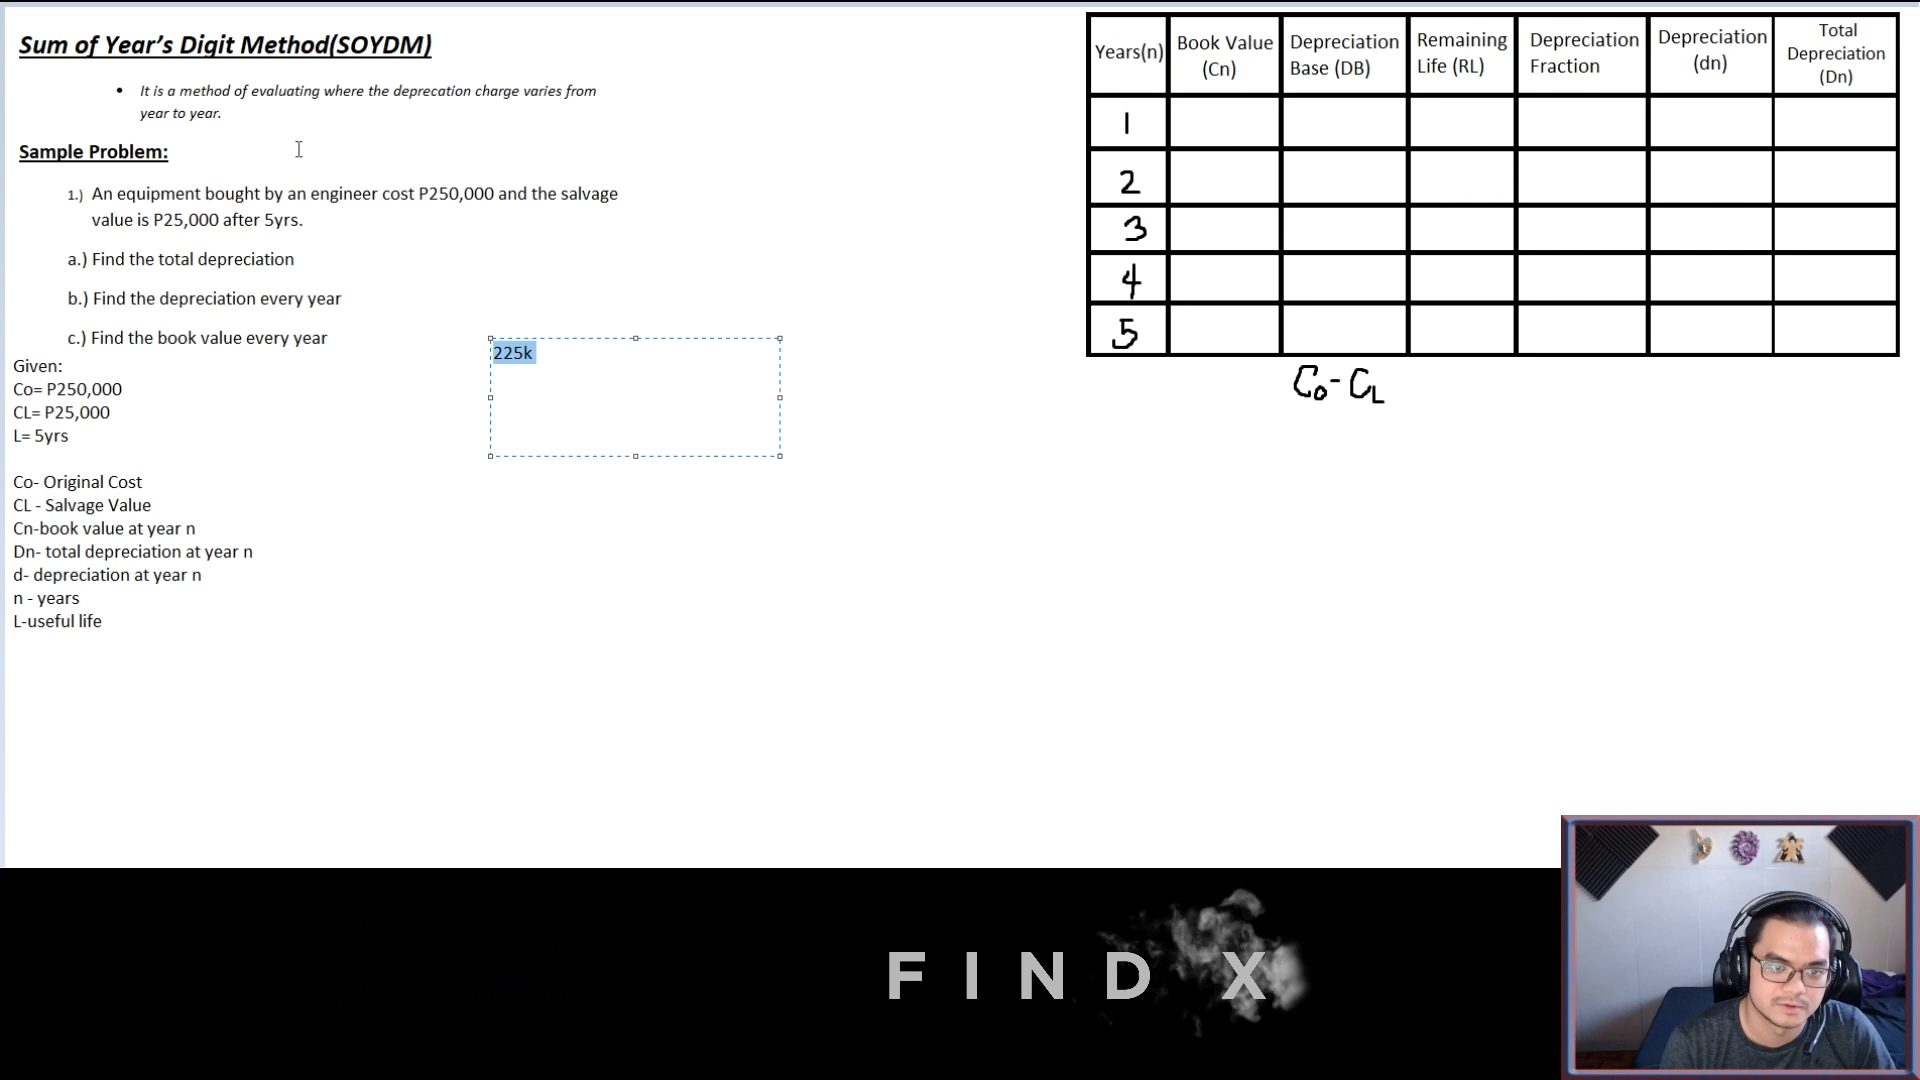 Sum of Year’s Digit Method(SOYDM)
• It is a method of evaluating where the deprecation charge varies from
year to year.
Sample Problem:
1.) An equipment bought by an engineer cost P250,000 and the salvage
value is P25,000 after 5yrs.
a.) Find the total depreciation
b.) Find the depreciation every year
c.) Find the book value every year
Given:
Co= P250,000
CL= P25,000
L= 5yrs
Co- Original Cost
CL - Salvage Value
Cn-book value at year n
Dn- total depreciation at year n
d- depreciation at year n
n - years
L-useful life
225k
Years(n)
Book Value
(Cn)
Depreciation
Base (DB)
Remaining
Life (RL)
Depreciation
Fraction
Depreciation
(dn)
Total
Depreciation
(Dn)
1
2
3
4
5
Co - CL
FIND X